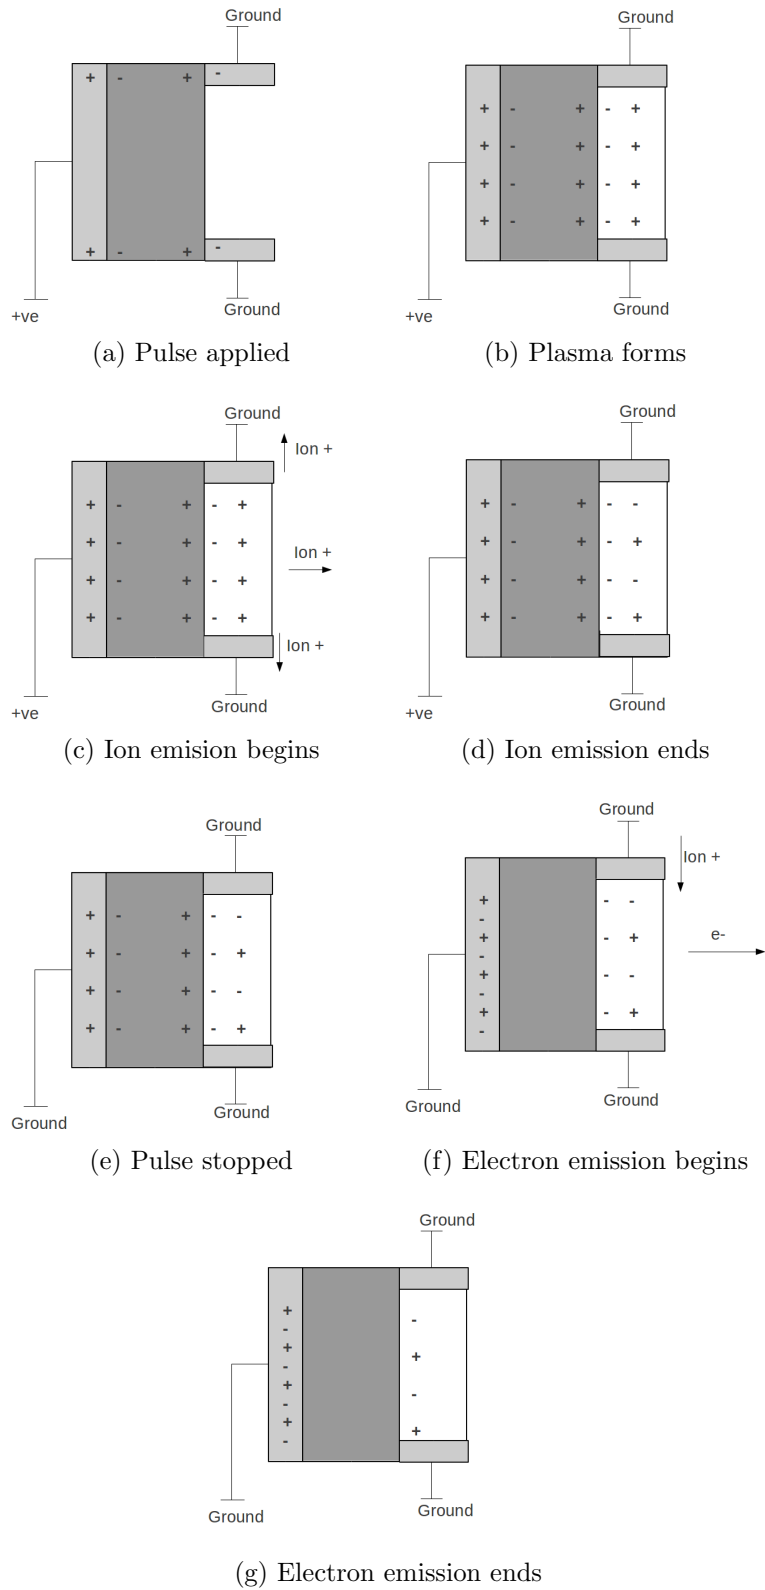 Ground
+ - + -
+ - + -
+ve
Ground
(a) Pulse applied
Ground
+ - + - +
+ - + - +
+ - + - +
+ - + - +
+ve
Ground
(b) Plasma forms
Ground
Ion +
+ - + - +
+ - + - +
Ion +
+ - + - +
+ - + - +
Ion +
+ve
Ground
(c) Ion emision begins
Ground
+ - + - -
+ - + - +
+ - + - -
+ - + - +
+ve
Ground
(d) Ion emission ends
Ground
+ - + - -
+ - + - +
+ - + - -
+ - + - +
Ground
Ground
(e) Pulse stopped
Ground
Ion +
+ - -
-
+ - +
e-
-
+ - -
-
+ - +
-
Ground
Ground
(f) Electron emission begins
Ground
+
-
-
+
+
-
+
-
-
+
+
-
Ground
Ground
(g) Electron emission ends